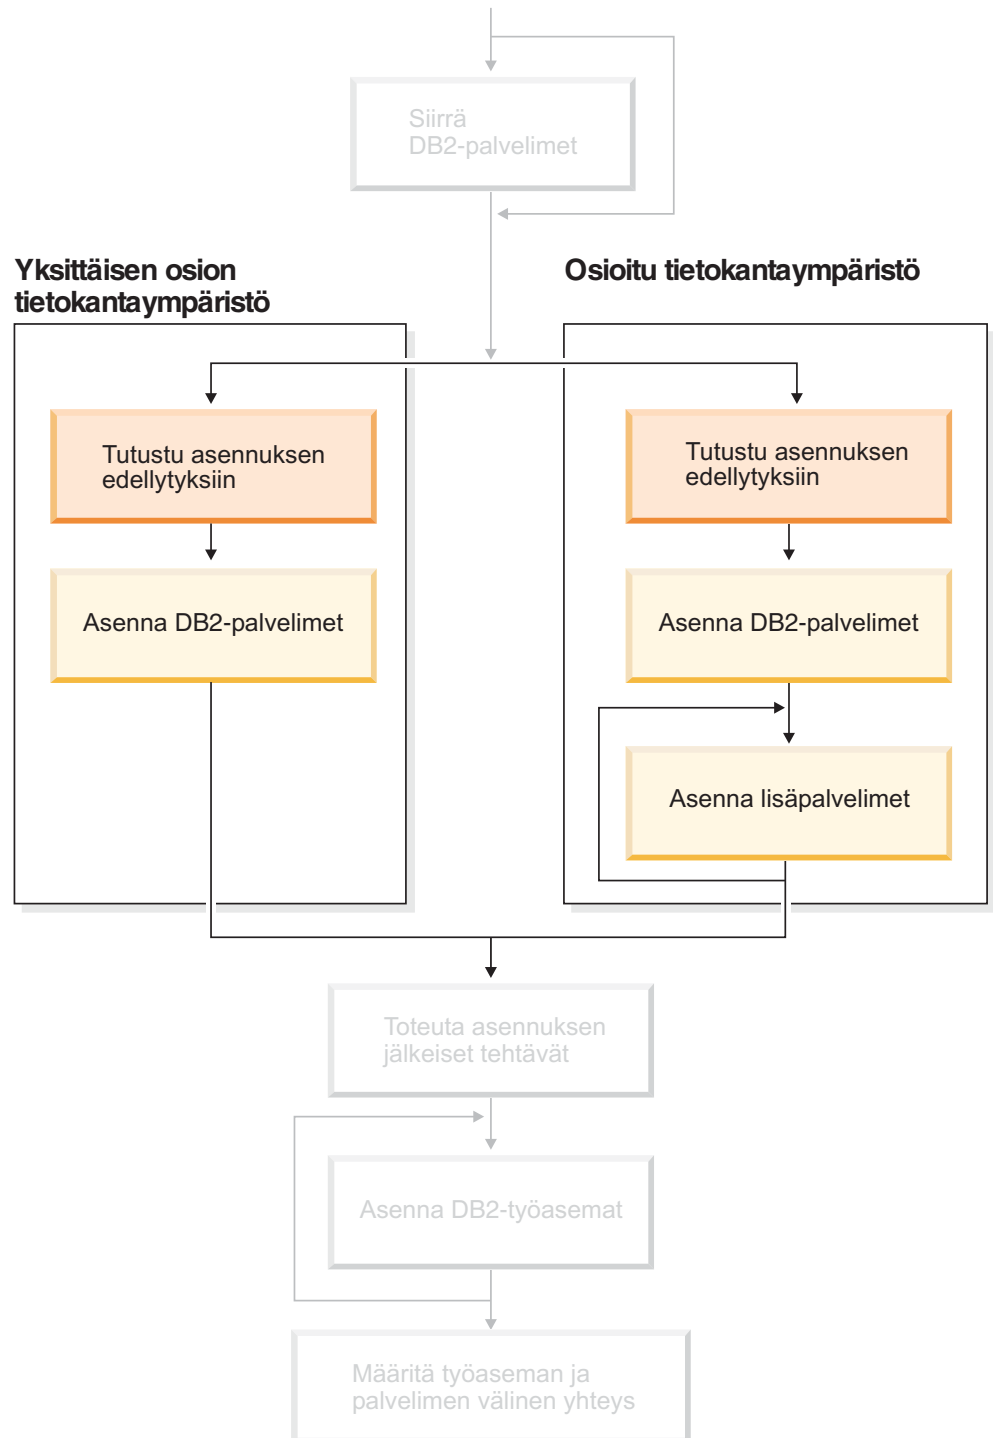 Siirrä
DB2-palvelimet
Yksittäisen osion
tietokantaympäristö
Osioitu tietokantaympäristö
Tutustu asennuksen
edellytyksiin
Tutustu asennuksen
edellytyksiin
Asenna DB2-palvelimet
Asenna DB2-palvelimet
Asenna lisäpalvelimet
Toteuta asennuksen
jälkeiset tehtävät
Asenna DB2-työasemat
Määritä työaseman ja
palvelimen välinen yhteys